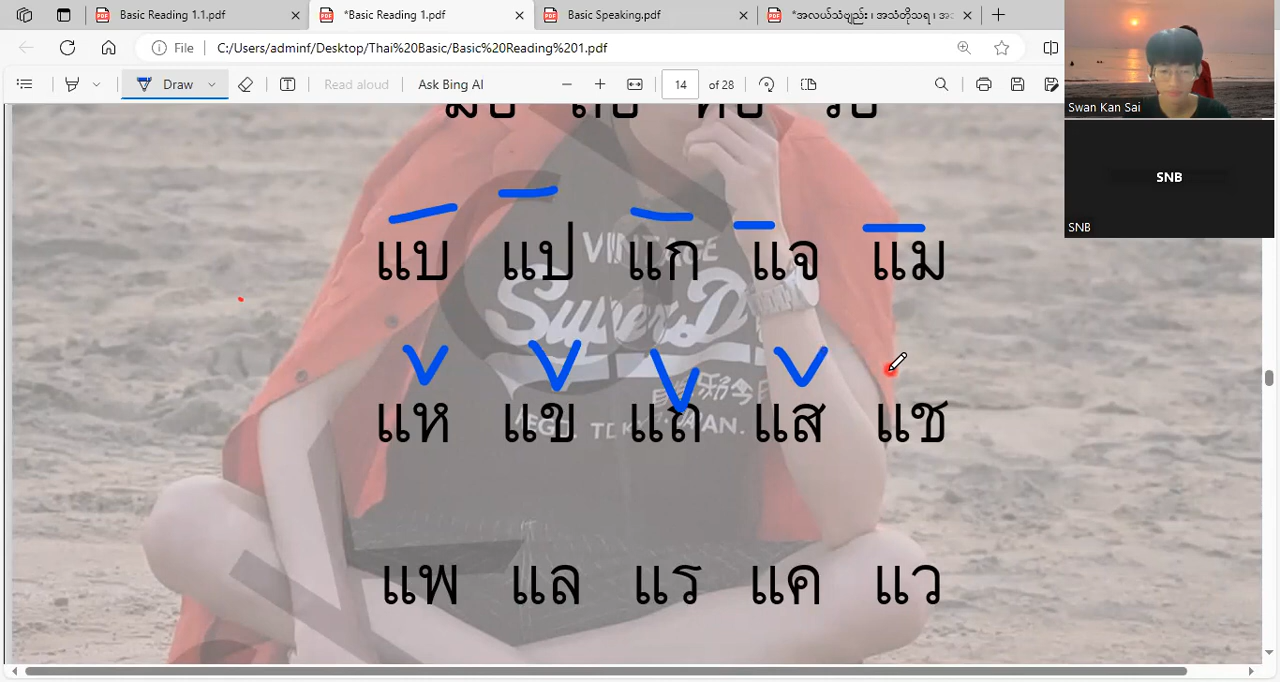 Basic Reading 1.1.pdf
*Basic Reading 1.pdf
Basic Speaking.pdf
File
C:/Users/adminf/Desktop/Thai%20Basic/Basic%20Reading%201.pdf
Draw
Read aloud
Ask Bing AI
14 of 28
Swan Kan Sai
SNB
SNB
แบ แป แก แจ แม
VINTAGE
แห แข แถ แส แช
แพ แล แร แค แว